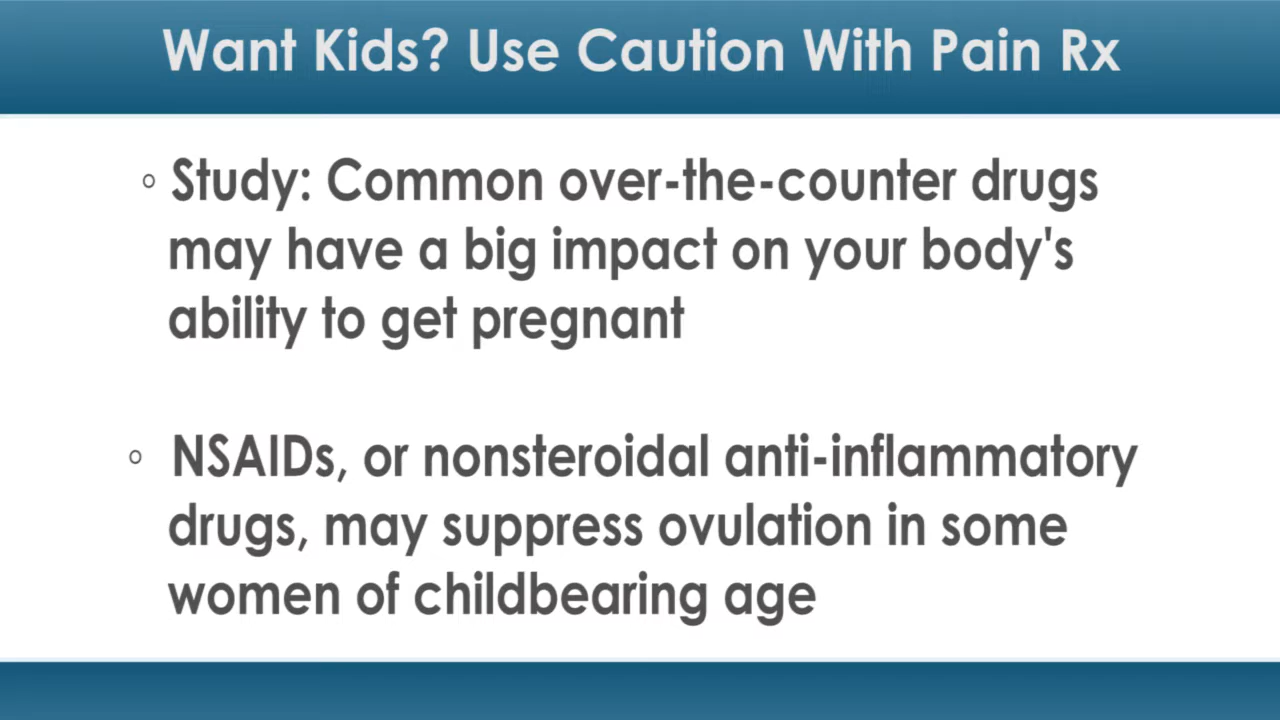 Want Kids? Use Caution With Pain Rx
◦ Study: Common over-the-counter drugs
may have a big impact on your body's
ability to get pregnant
◦ NSAIDs, or nonsteroidal anti-inflammatory
drugs, may suppress ovulation in some
women of childbearing age